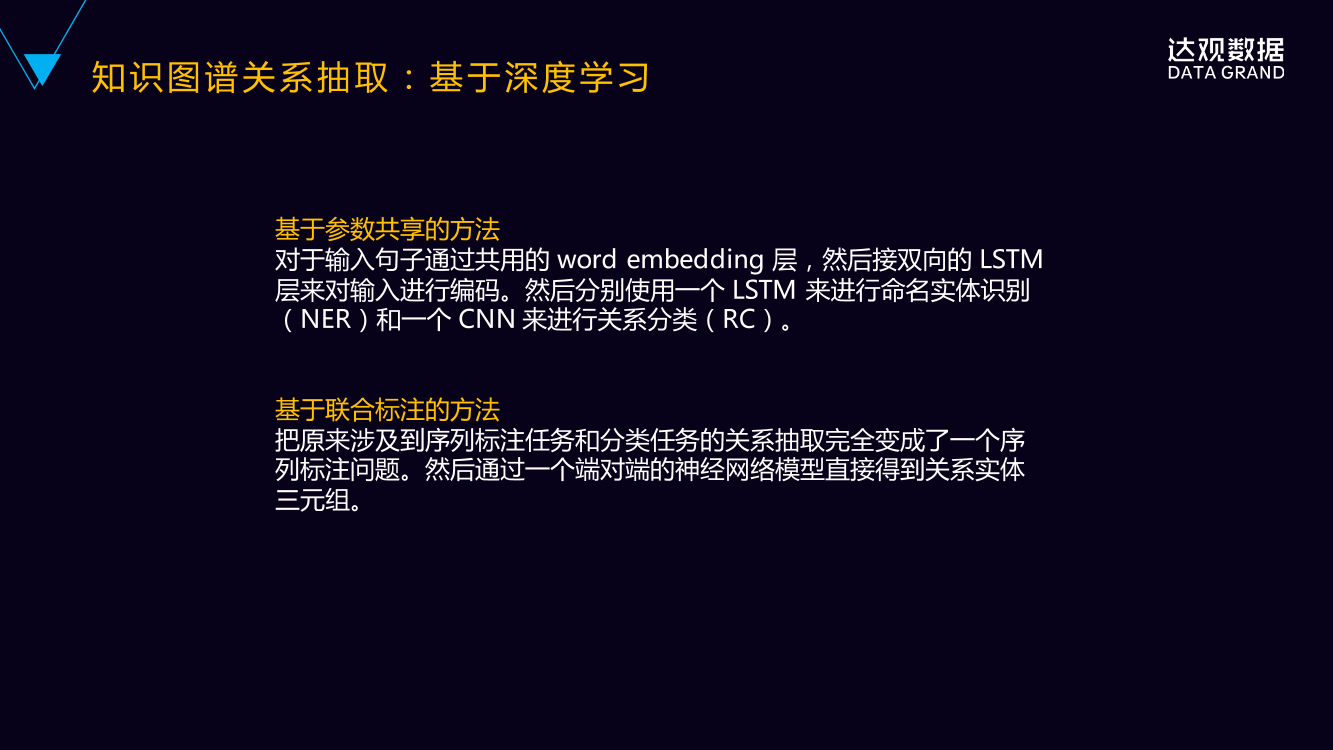 知识图谱关系抽取：基于深度学习
达观数据
DATA GRAND
基于参数共享的方法
对于输入句子通过共用的 word embedding 层，然后接双向的 LSTM
层来对输入进行编码。然后分别使用一个 LSTM 来进行命名实体识别
（NER）和一个 CNN 来进行关系分类（RC）。
基于联合标注的方法
把原来涉及到序列标注任务和分类任务的关系抽取完全变成了一个序
列标注问题。然后通过一个端对端的神经网络模型直接得到关系实体
三元组。